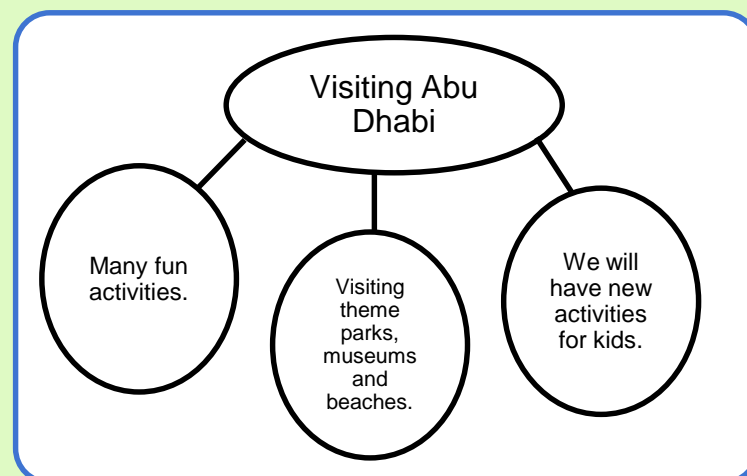 Visiting Abu
Dhabi
Many fun
activities.
Visiting
theme
parks,
museums
and
beaches.
We will
have new
activities
for kids.